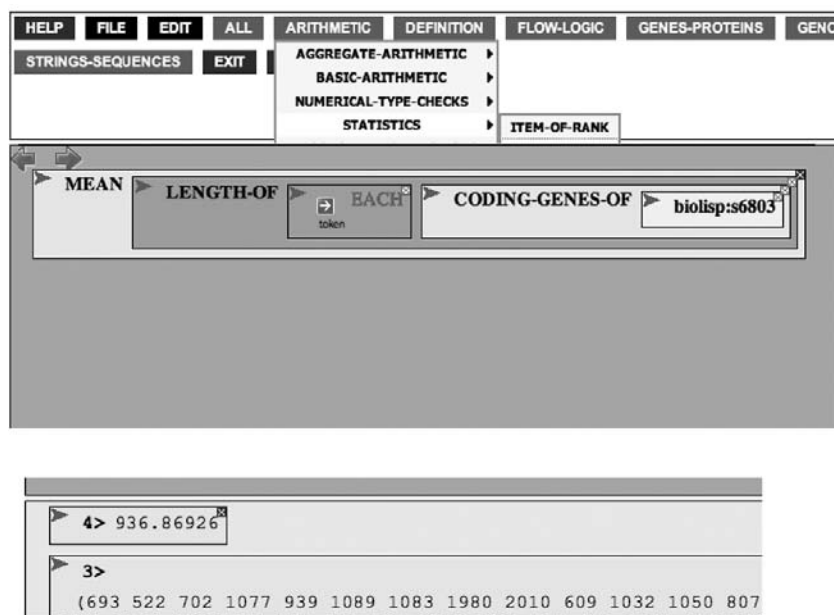 HELP FILE EDIT ALL ARITHMETIC DEFINITION FLOW-LOGIC GENES-PROTEINS GENO
STRINGS-SEQUENCES EXIT
AGGREGATE-ARITHMETIC
BASIC-ARITHMETIC
NUMERICAL-TYPE-CHECKS
STATISTICS ITEM-OF-RANK
MEAN LENGTH-OF EACH CODING-GENES-OF biolisp:s6803
token
4> 936.86926
3>
(693 522 702 1077 939 1089 1083 1980 2010 609 1032 1050 807